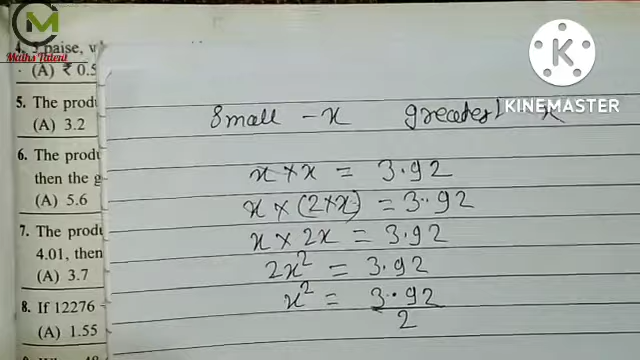 CM
Maths Talent
4. 5 paise, w
(A) ₹ 0.5
5. The produ
(A) 3.2
6. The produ
then the g
(A) 5.6
7. The produ
4.01, then
(A) 3.7
8. If 12276 ÷
(A) 1.55
K
KINEMASTER
Small - x greatest x
x × x = 3.92
x × (2 × x) = 3.92
x × 2x = 3.92
2x² = 3.92
x² = 3.92
2